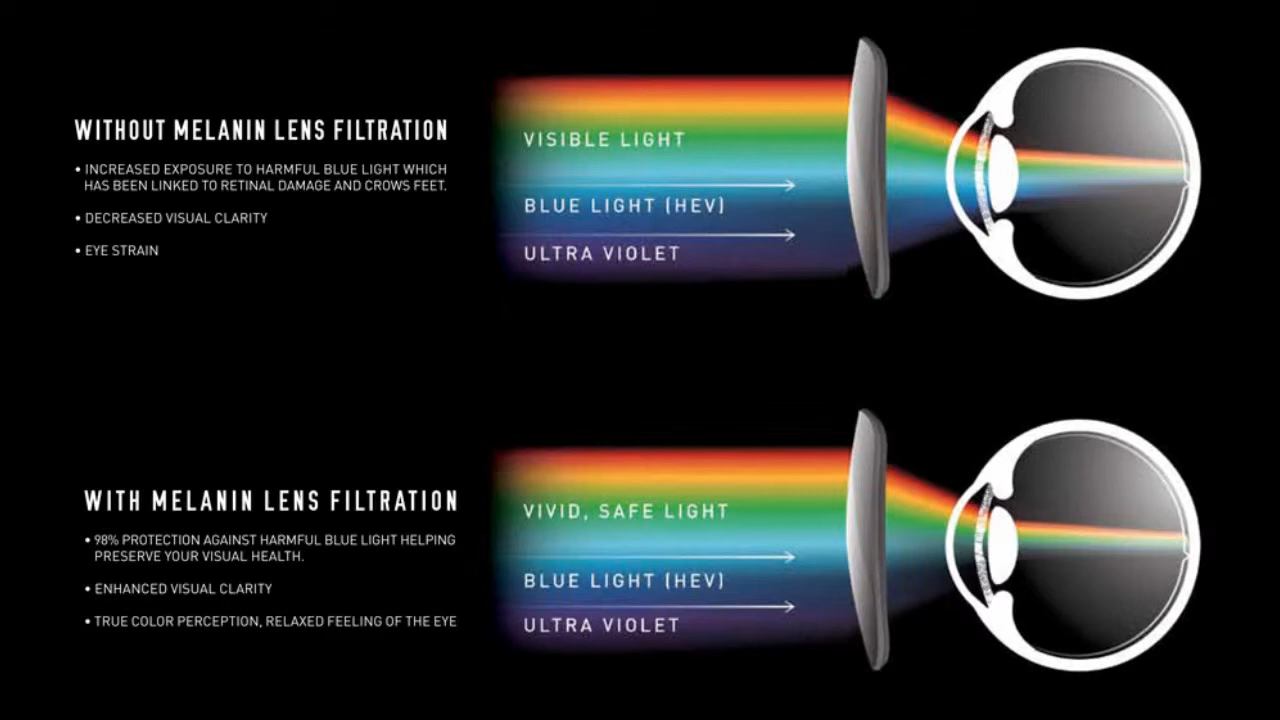 WITHOUT MELANIN LENS FILTRATION
• INCREASED EXPOSURE TO HARMFUL BLUE LIGHT WHICH
HAS BEEN LINKED TO RETINAL DAMAGE AND CROWS FEET.
• DECREASED VISUAL CLARITY
• EYE STRAIN
VISIBLE LIGHT
BLUE LIGHT (HEV)
ULTRA VIOLET
WITH MELANIN LENS FILTRATION
• 98% PROTECTION AGAINST HARMFUL BLUE LIGHT HELPING
PRESERVE YOUR VISUAL HEALTH.
• ENHANCED VISUAL CLARITY
• TRUE COLOR PERCEPTION, RELAXED FEELING OF THE EYE
VIVID, SAFE LIGHT
BLUE LIGHT (HEV)
ULTRA VIOLET